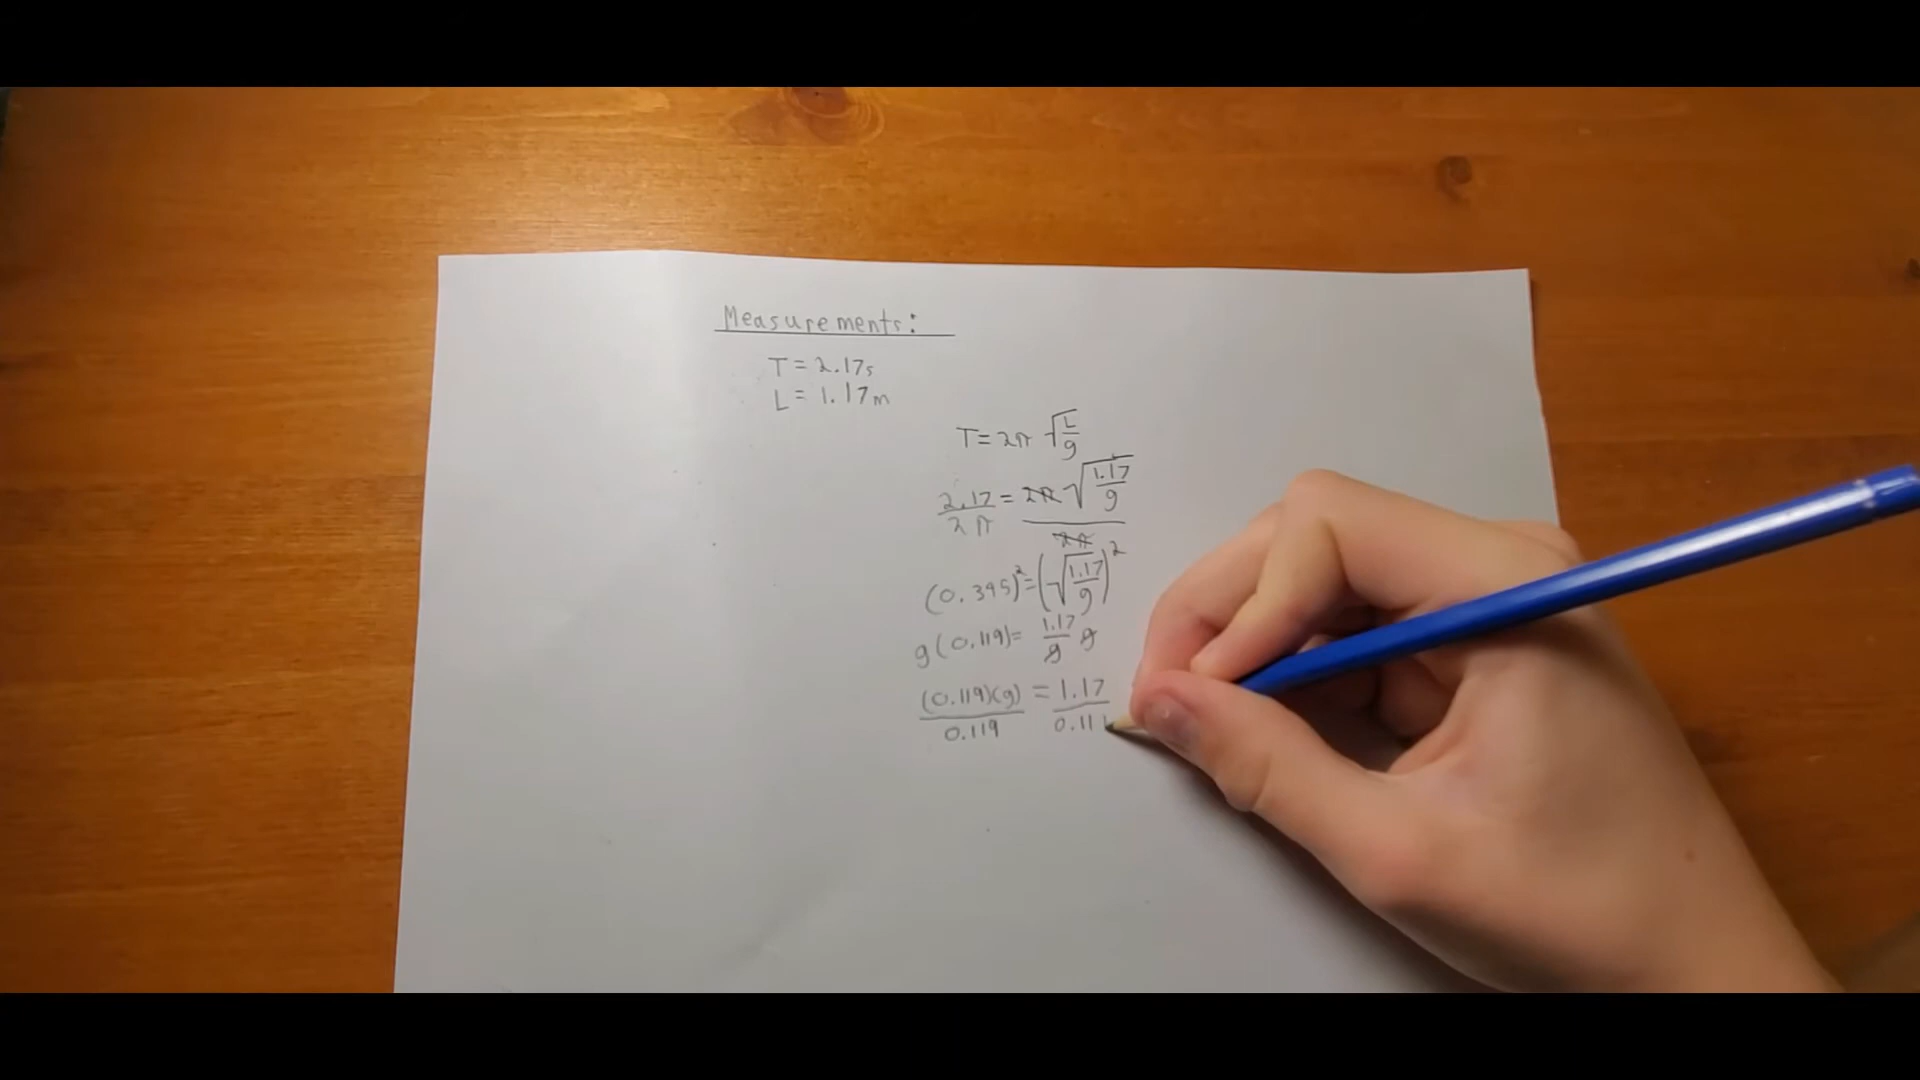 Measurements:
T = 2.17s
L = 1.17m
T = 2π √(L/g)
2.17/2π = 2π √(1.17/g) / 2π
(0.345)² = (√(1.17/g))²
g(0.119) = 1.17/g g
(0.119)(g)/0.119 = 1.17/0.11